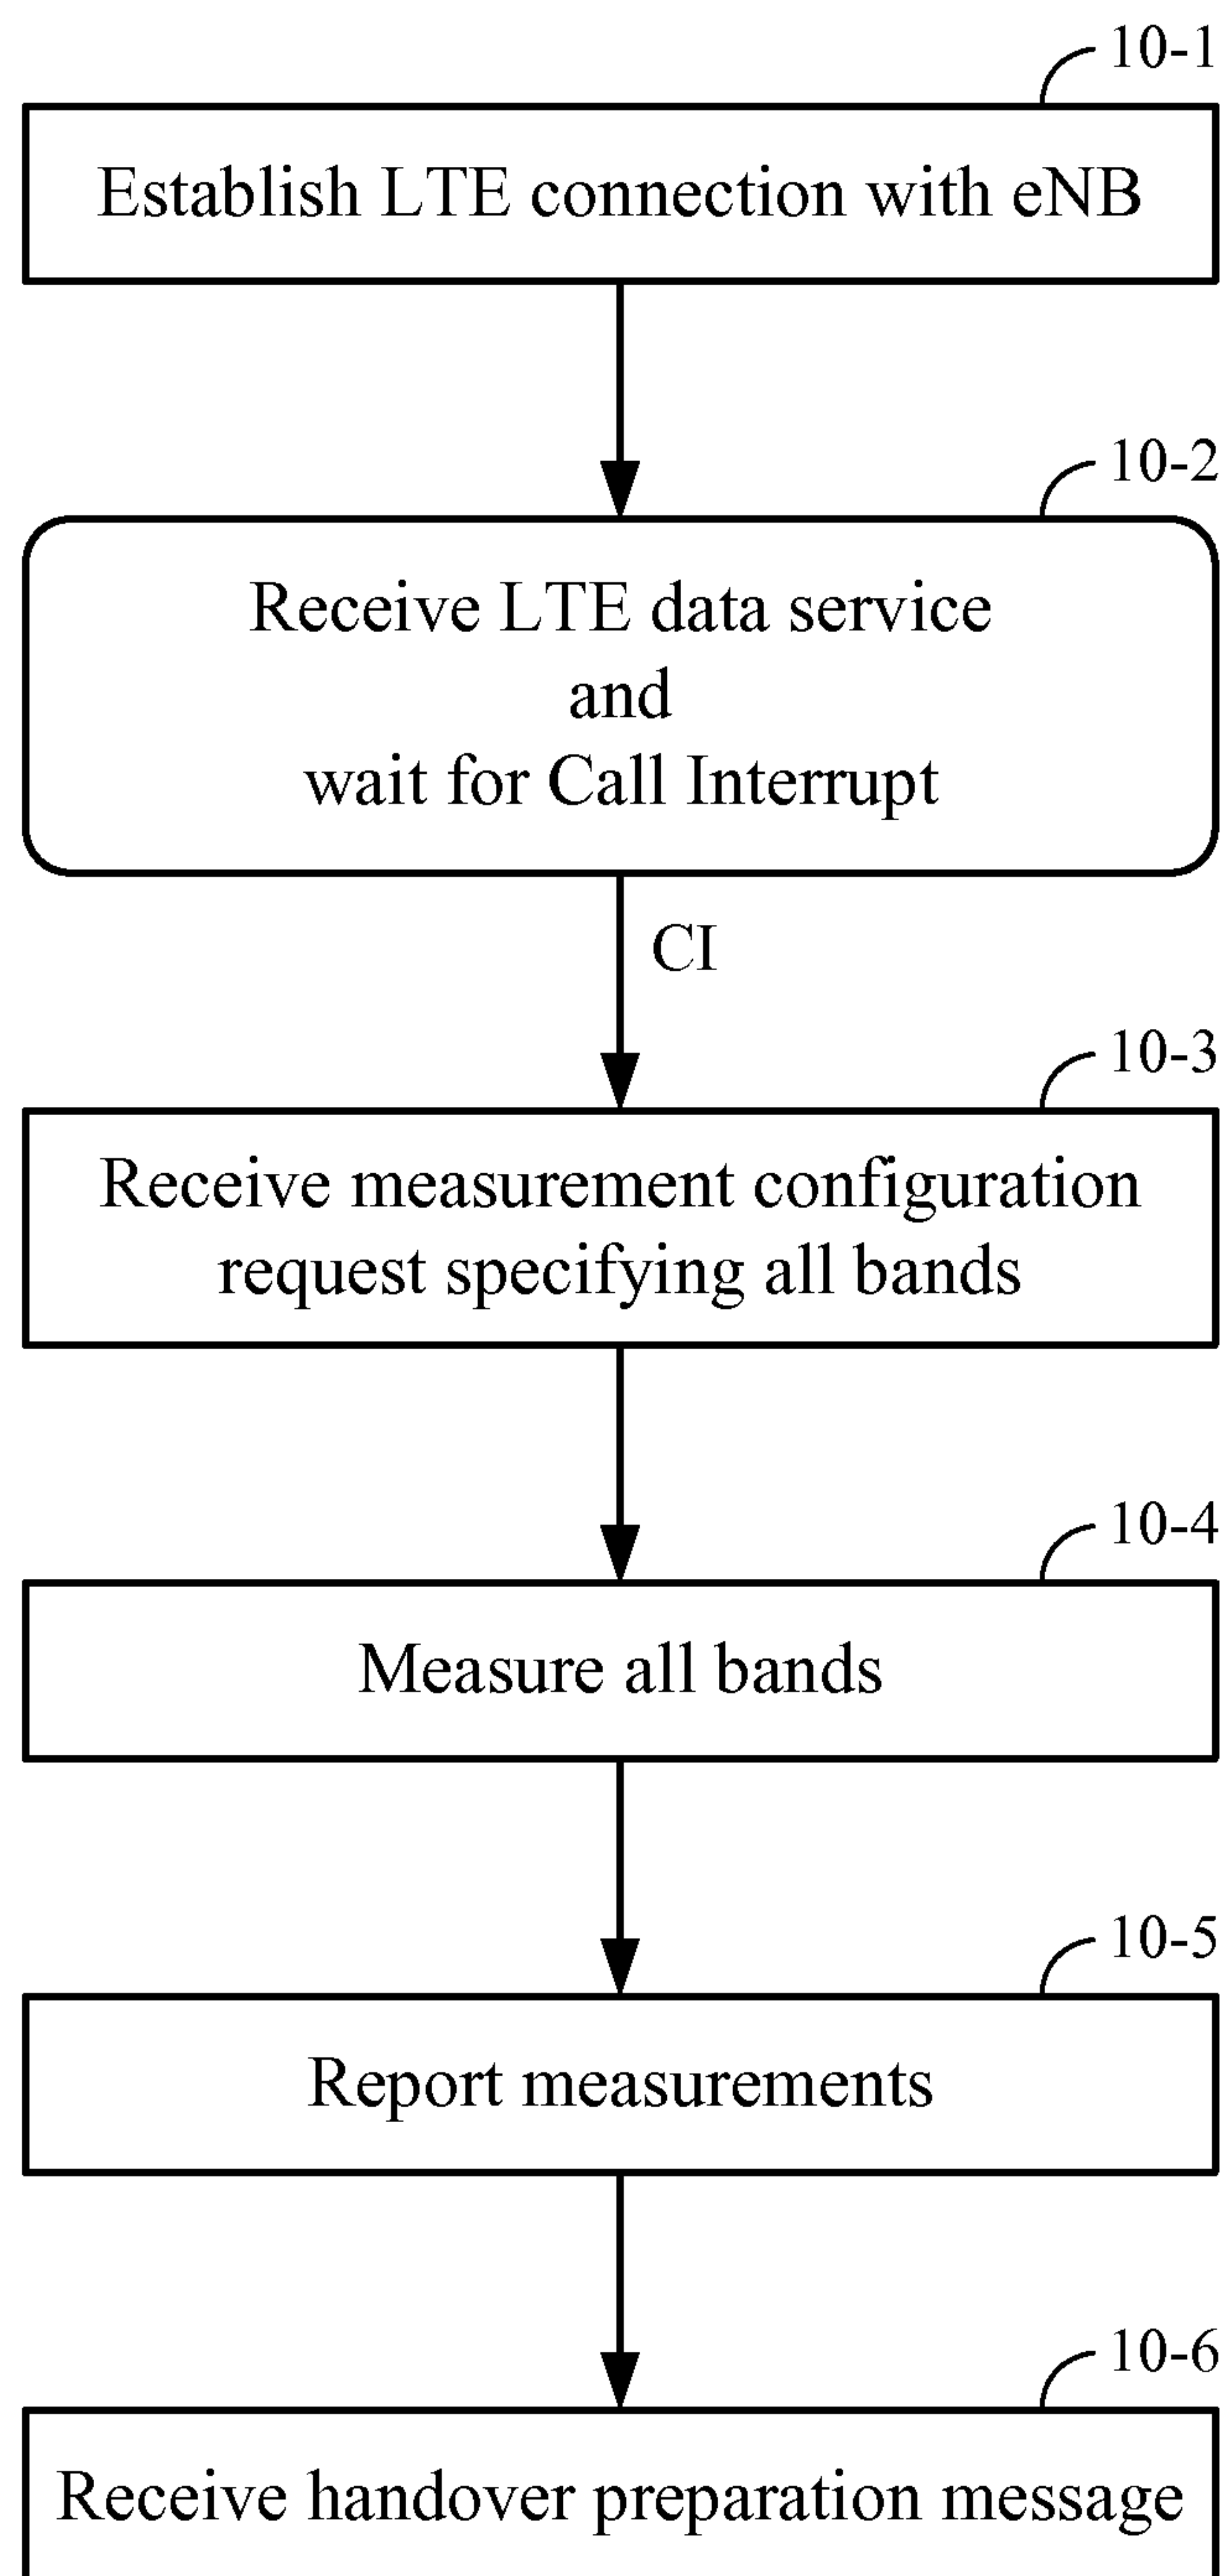 10-1
Establish LTE connection with eNB
10-2
Receive LTE data service
and
wait for Call Interrupt
CI
10-3
Receive measurement configuration
request specifying all bands
10-4
Measure all bands
10-5
Report measurements
10-6
Receive handover preparation message